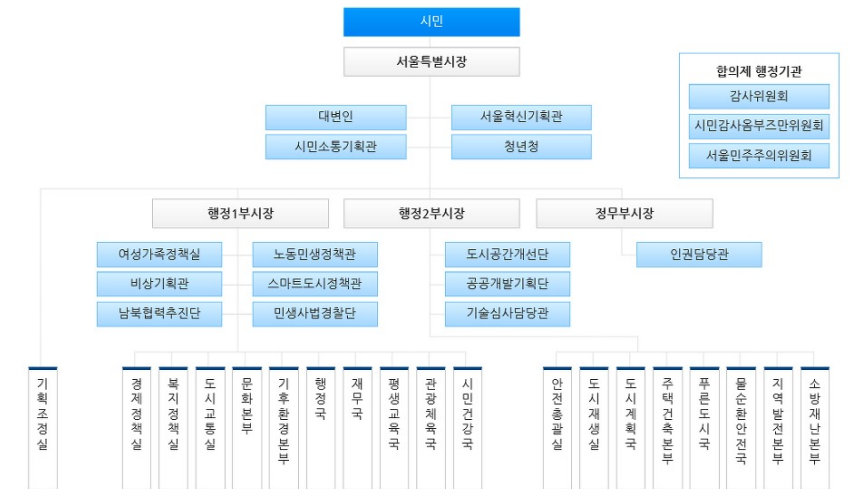 시민
서울특별시장
합의제 행정기관
감사위원회
시민감사옴부즈만위원회
서울민주주의위원회
대변인
서울혁신기획관
시민소통기획관
청년청
행정1부시장
행정2부시장
정무부시장
여성가족정책실
노동민생정책관
도시공간개선단
인권담당관
비상기획관
스마트도시정책관
공공개발기획단
남북협력추진단
민생사법경찰단
기술심사담당관
기획조정실
경제정책실
복지정책실
도시교통실
문화본부
기후환경본부
행정국
재무국
평생교육국
관광체육국
시민건강국
안전총괄실
도시재생실
도시계획국
주택건축본부
푸른도시국
물순환안전국
지역발전본부
소방재난본부